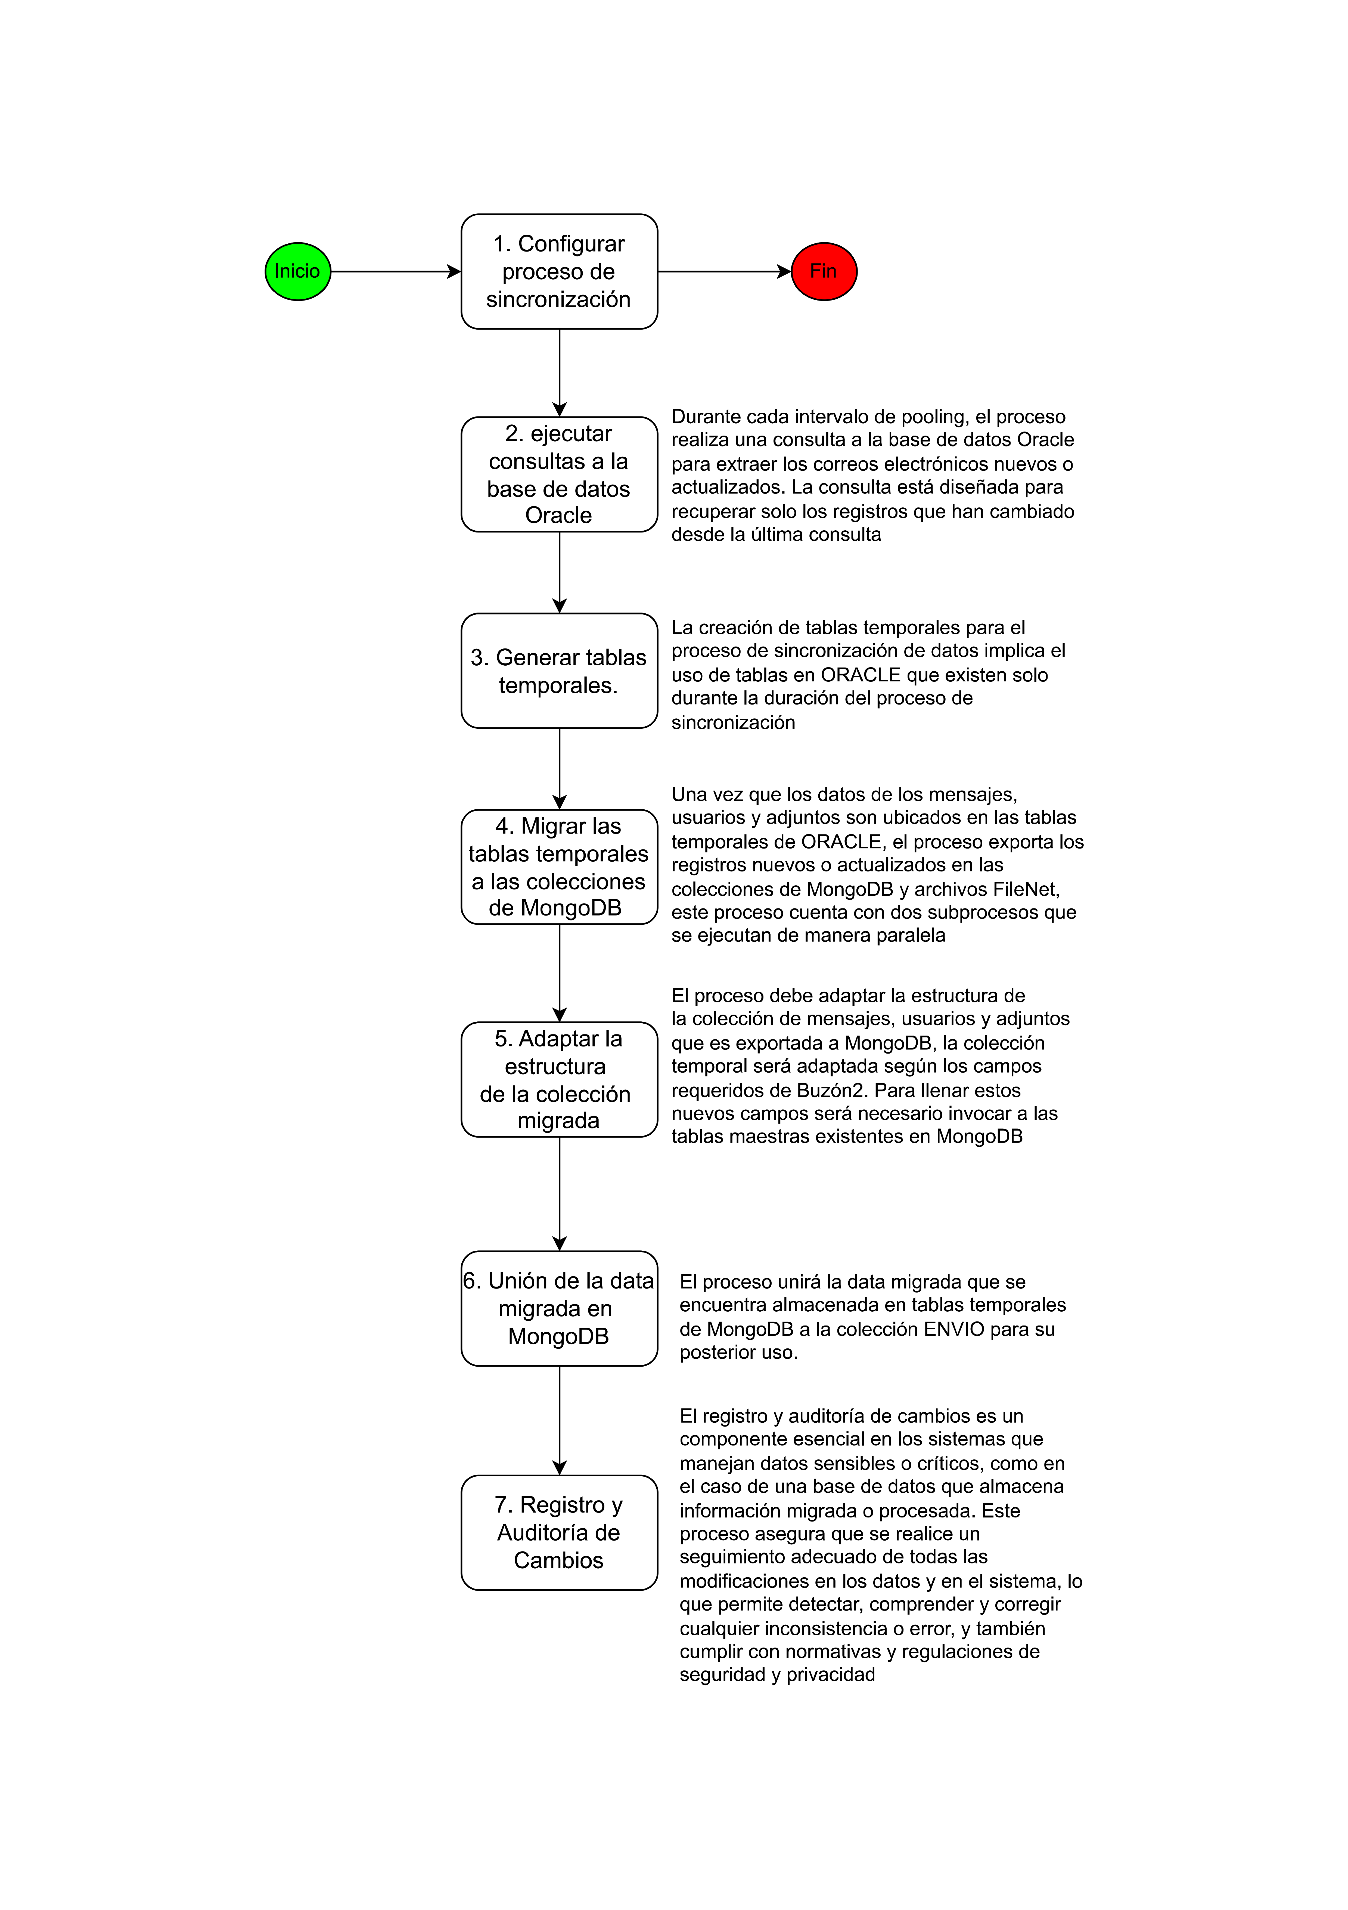 Inicio
1. Configurar
proceso de
sincronización
Fin
2. ejecutar
consultas a la
base de datos
Oracle
Durante cada intervalo de pooling, el proceso
realiza una consulta a la base de datos Oracle
para extraer los correos electrónicos nuevos o
actualizados. La consulta está diseñada para
recuperar solo los registros que han cambiado
desde la última consulta
3. Generar tablas
temporales.
La creación de tablas temporales para el
proceso de sincronización de datos implica el
uso de tablas en ORACLE que existen solo
durante la duración del proceso de
sincronización
4. Migrar las
tablas temporales
a las colecciones
de MongoDB
Una vez que los datos de los mensajes,
usuarios y adjuntos son ubicados en las tablas
temporales de ORACLE, el proceso exporta los
registros nuevos o actualizados en las
colecciones de MongoDB y archivos FileNet,
este proceso cuenta con dos subprocesos que
se ejecutan de manera paralela
5. Adaptar la
estructura
de la colección
migrada
El proceso debe adaptar la estructura de
la colección de mensajes, usuarios y adjuntos
que es exportada a MongoDB, la colección
temporal será adaptada según los campos
requeridos de Buzón2. Para llenar estos
nuevos campos será necesario invocar a las
tablas maestras existentes en MongoDB
6. Unión de la data
migrada en
MongoDB
El proceso unirá la data migrada que se
encuentra almacenada en tablas temporales
de MongoDB a la colección ENVIO para su
posterior uso.
7. Registro y
Auditoría de
Cambios
El registro y auditoría de cambios es un
componente esencial en los sistemas que
manejan datos sensibles o críticos, como en
el caso de una base de datos que almacena
información migrada o procesada. Este
proceso asegura que se realice un
seguimiento adecuado de todas las
modificaciones en los datos y en el sistema, lo
que permite detectar, comprender y corregir
cualquier inconsistencia o error, y también
cumplir con normativas y regulaciones de
seguridad y privacidad